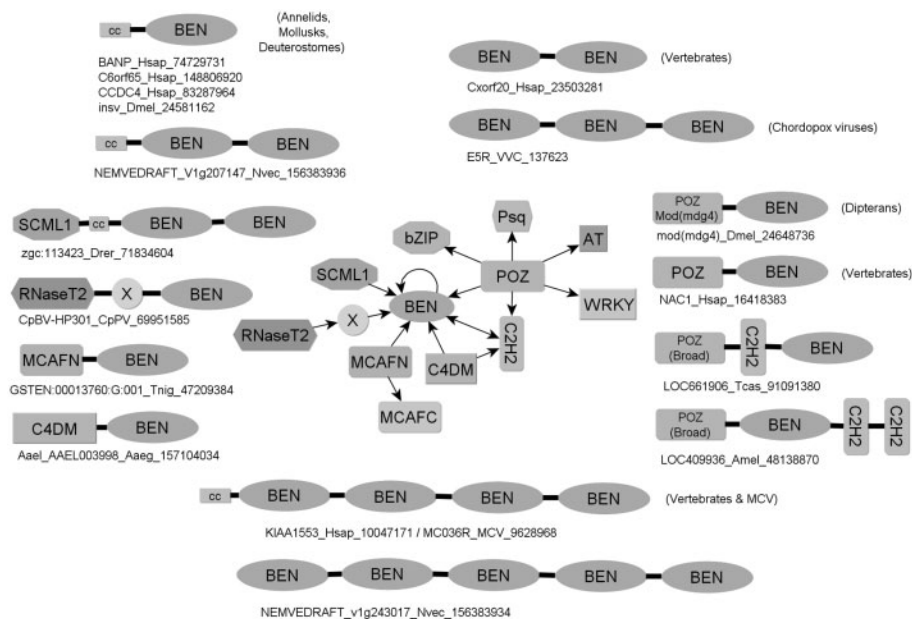 cc BEN (Annelids,
Mollusks,
Deuterostomes)
BANP_Hsap_74729731
C6orf65_Hsap_148806920
CCDC4_Hsap_83287964
insv_Dmel_24581162
BEN BEN (Vertebrates)
Cxorf20_Hsap_23503281
cc BEN BEN
NEMVEDRAFT_V1g207147_Nvec_156383936
BEN BEN BEN (Chordopox viruses)
E5R_VVC_137623
SCML1 cc BEN BEN
zgc:113423_Drer_71834604
RNaseT2 X BEN
CpBV-HP301_CpPV_69951585
MCAFN BEN
GSTEN:00013760:G:001_Tnig_47209384
C4DM BEN
Aael_AAEL003998_Aaeg_157104034
Psq
bZIP
AT
SCML1
POZ
BEN
WRKY
RNaseT2
X
C2H2
MCAFN
C4DM
MCAFC
POZ
Mod(mdg4)
BEN (Dipterans)
mod(mdg4)_Dmel_24648736
POZ BEN (Vertebrates)
NAC1_Hsap_16418383
POZ
(Broad)
C2H2
BEN
LOC661906_Tcas_91091380
POZ
(Broad)
BEN
C2H2
C2H2
LOC409936_Amel_48138870
cc BEN BEN BEN BEN (Vertebrates & MCV)
KIAA1553_Hsap_10047171 / MC036R_MCV_9628968
BEN BEN BEN BEN BEN
NEMVEDRAFT_v1g243017_Nvec_156383934